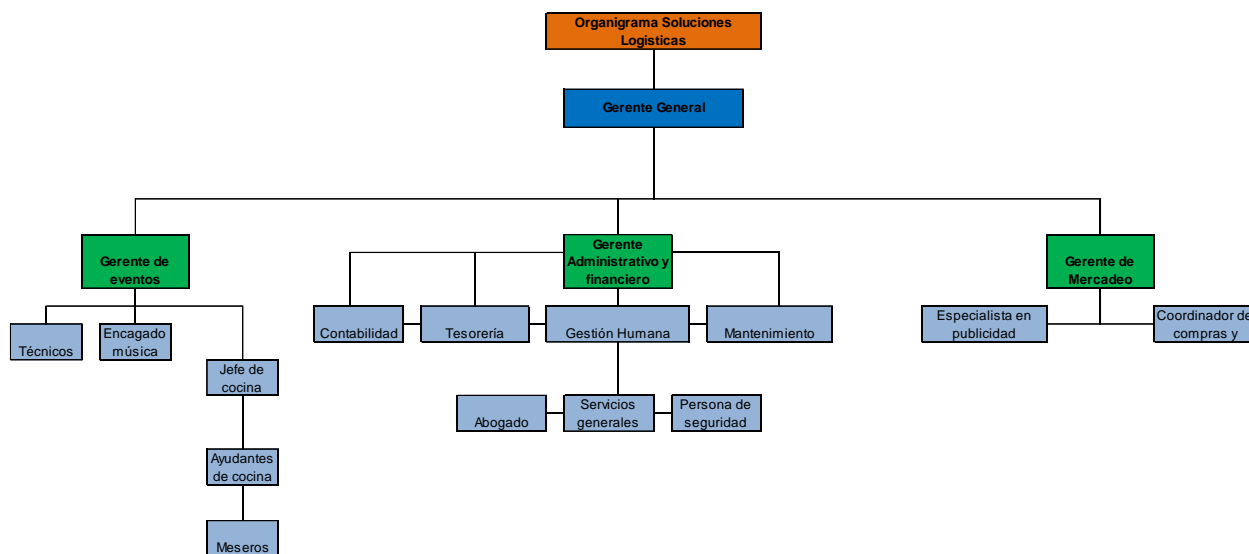 Organigrama Soluciones
Logisticas
Gerente General
Gerente de
eventos
Gerente
Administrativo y
financiero
Gerente de
Mercadeo
Contabilidad
Tesorería
Gestión Humana
Mantenimiento
Especialista en
publicidad
Coordinador de
compras y
Técnicos
Encagado
música
Jefe de
cocina
Abogado
Servicios
generales
Persona de
seguridad
Ayudantes
de cocina
Meseros